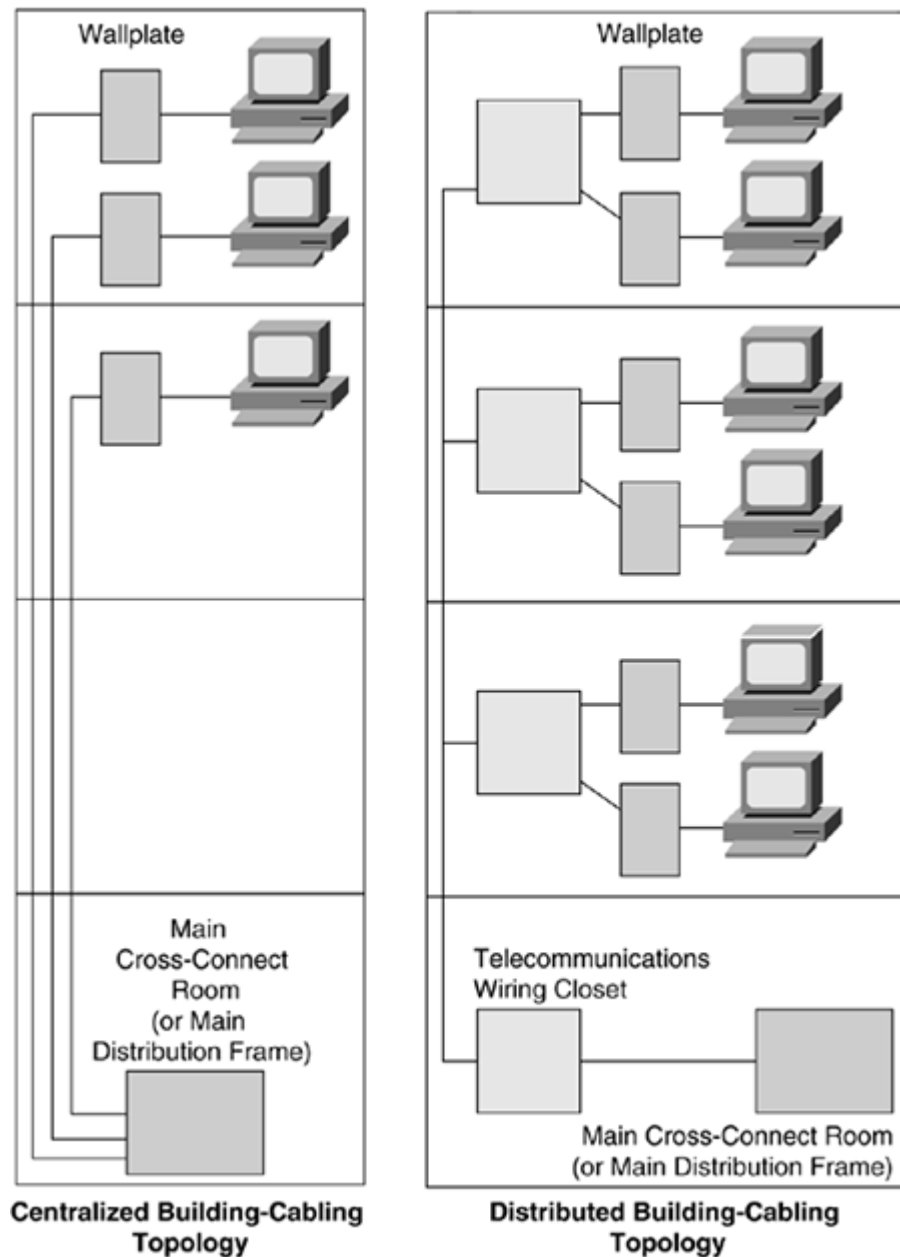 Wallplate
Main
Cross-Connect
Room
(or Main
Distribution Frame)
Centralized Building-Cabling
Topology
Wallplate
Telecommunications
Wiring Closet
Main Cross-Connect Room
(or Main Distribution Frame)
Distributed Building-Cabling
Topology